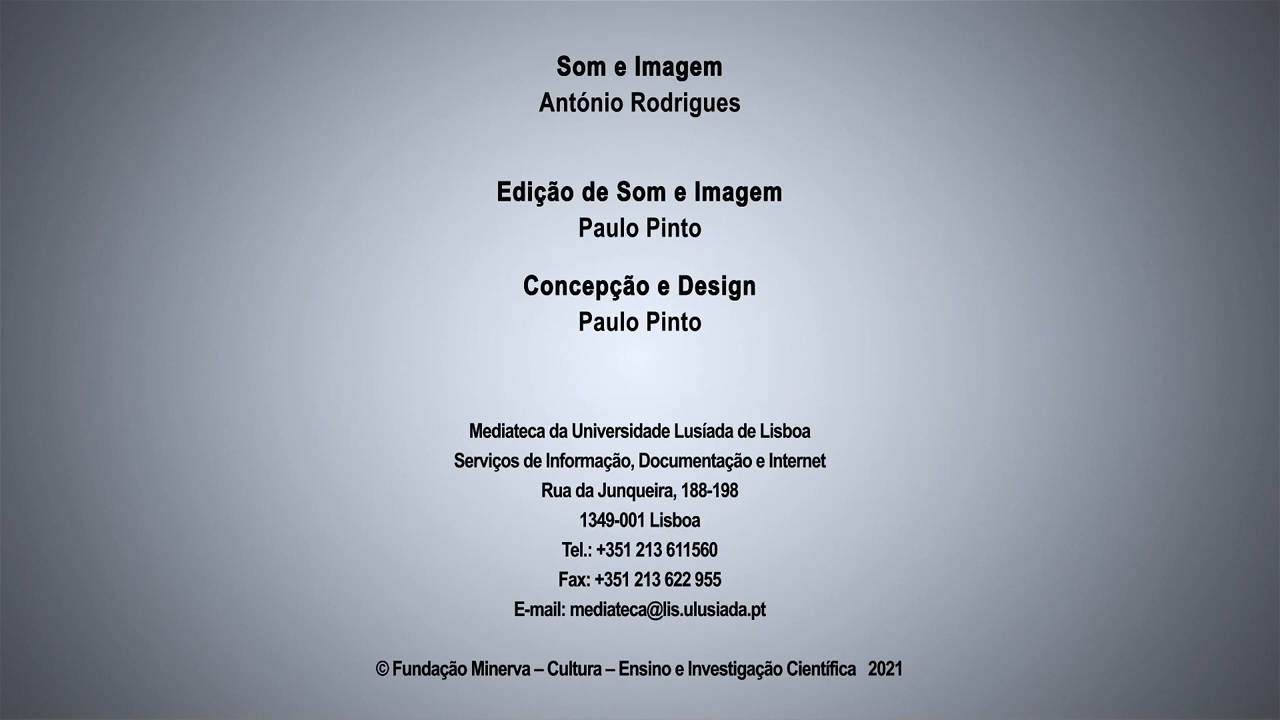 Som e Imagem
António Rodrigues
Edição de Som e Imagem
Paulo Pinto
Concepção e Design
Paulo Pinto
Mediateca da Universidade Lusíada de Lisboa
Serviços de Informação, Documentação e Internet
Rua da Junqueira, 188-198
1349-001 Lisboa
Tel.: +351 213 611560
Fax: +351 213 622 955
E-mail: mediateca@lis.ulusiada.pt
© Fundação Minerva – Cultura – Ensino e Investigação Científica 2021